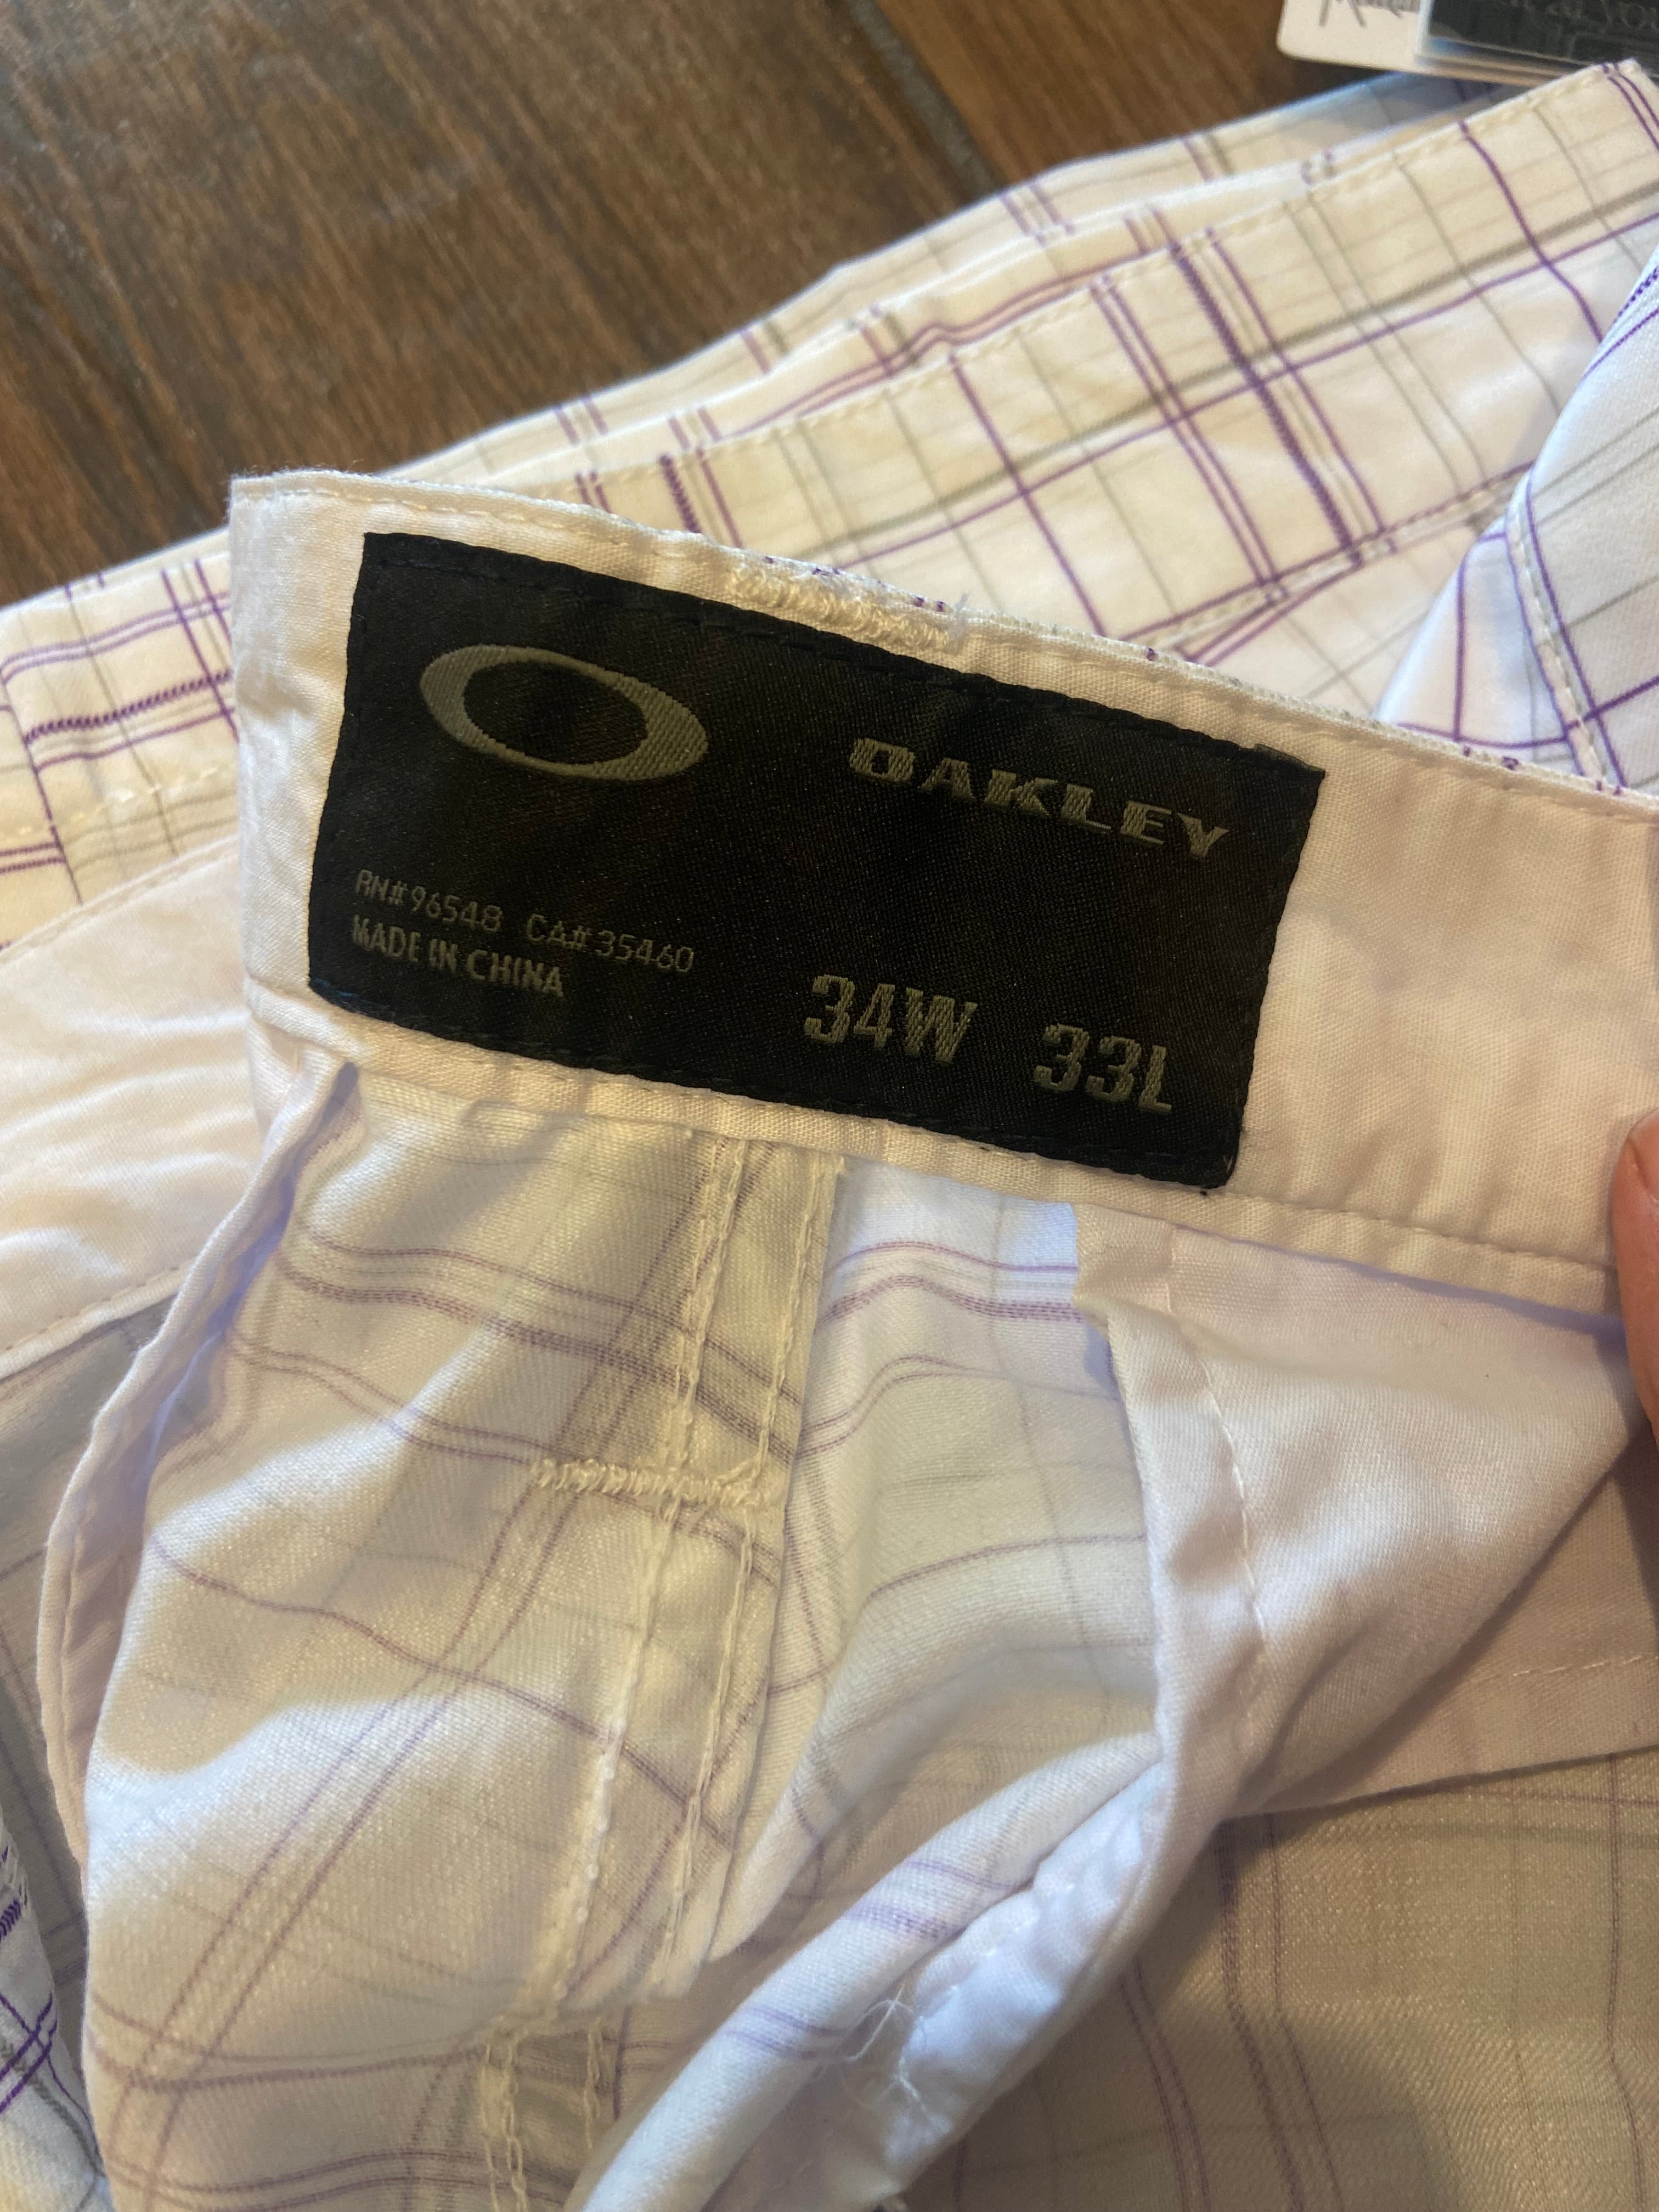 OAKLEY
RN# 96548 CA# 35460
MADE IN CHINA
34W 33L